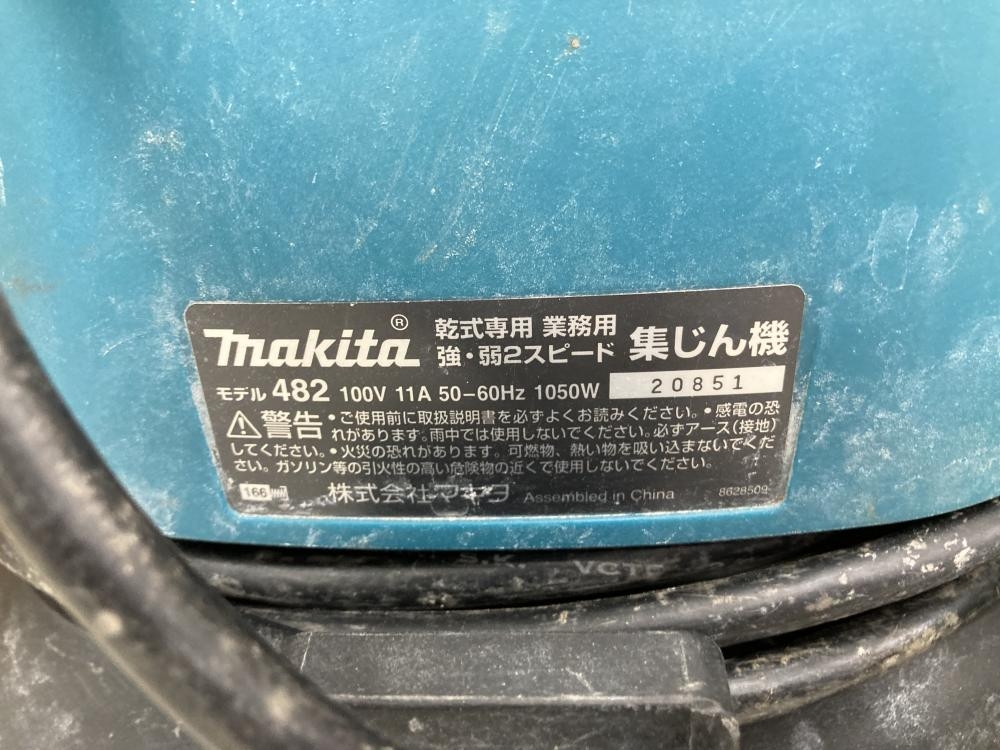 makita® 乾式専用 業務用 集じん機
強・弱2スピード
モデル 482 100V 11A 50-60Hz 1050W 20851
⚠警告 ・ご使用前に取扱説明書を必ずよくお読みください。・感電の恐
れがあります。雨中では使用しないでください。必ずアース(接地)
してください。・火災の恐れがあります。可燃物、熱い物を吸い込まないでくだ
さい。ガソリン等の引火性の高い危険物の近くで使用しないでください。
166 株式会社マキタ Assembled in China 8628509
S.K. VCTF